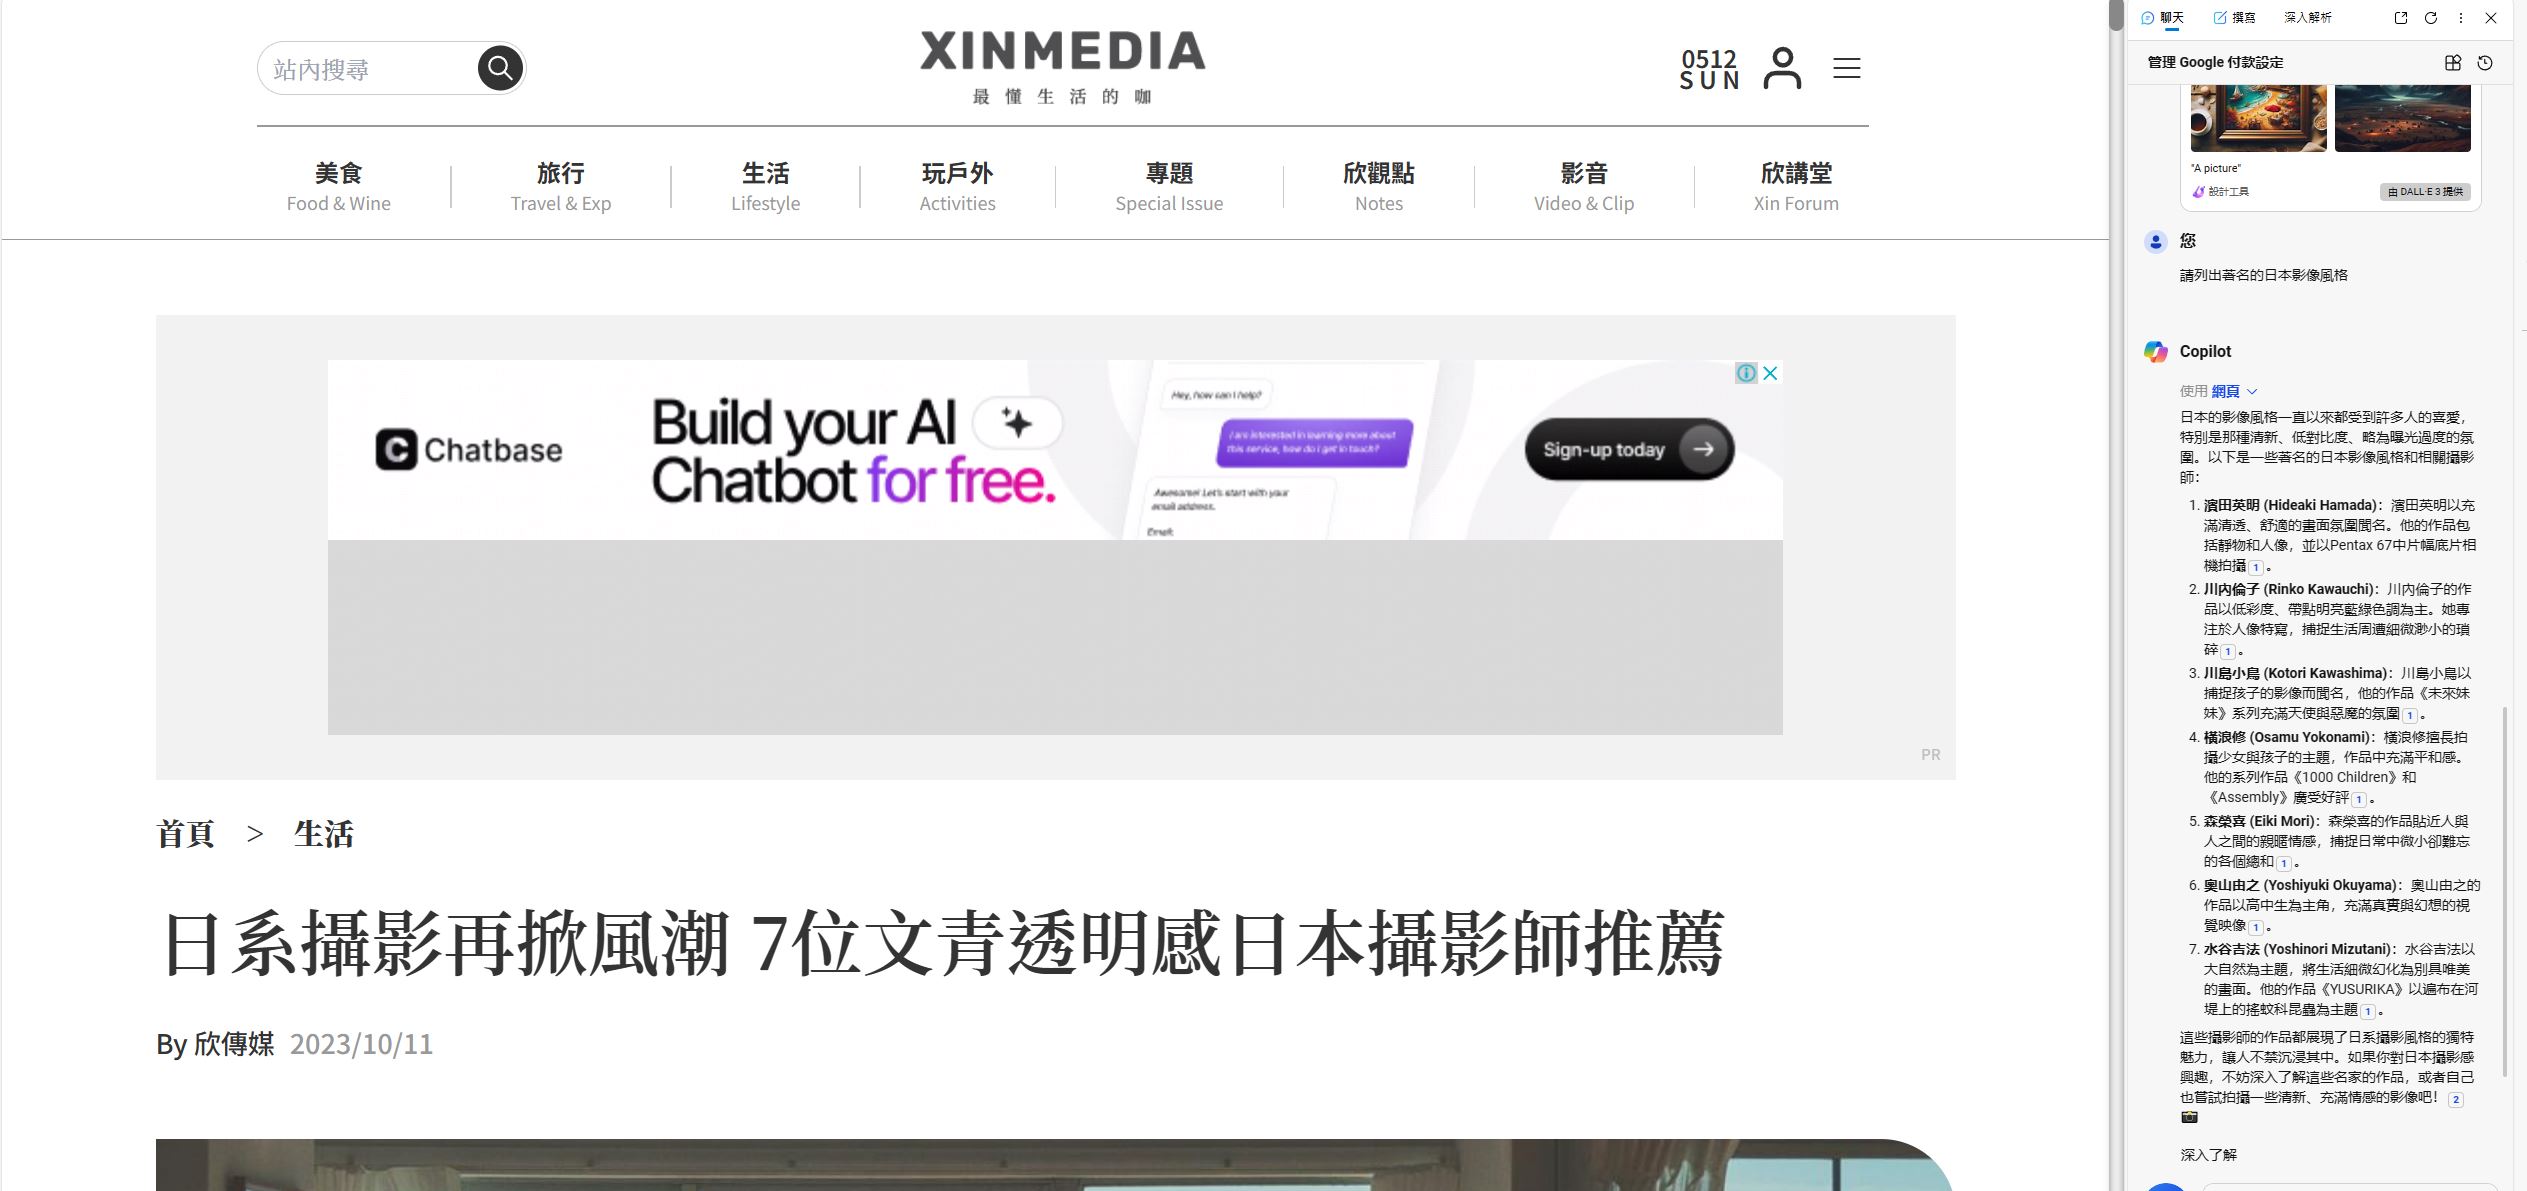 站內搜尋
XINMEDIA
最懂生活的咖
0512
SUN
美食
Food & Wine
旅行
Travel & Exp
生活
Lifestyle
玩戶外
Activities
專題
Special Issue
欣觀點
Notes
影音
Video & Clip
欣講堂
Xin Forum
Chatbase
Build your AI
Chatbot for free.
Hey, how can I help?
I are interested in learning more about
this service, how do I get in touch?
Awesome! Let's start with your
email address.
Email:
Sign-up today
PR
首頁 > 生活
日系攝影再掀風潮 7位文青透明感日本攝影師推薦
By 欣傳媒 2023/10/11
聊天 撰寫 深入解析
管理 Google 付款設定
"A picture"
設計工具
由 DALL·E 3 提供
您
請列出著名的日本影像風格
Copilot
使用 網頁
日本的影像風格一直以來都受到許多人的喜愛，
特別是那種清新、低對比度、略為曝光過度的氛
圍。以下是一些著名的日本影像風格和相關攝影
師：
1. 濱田英明 (Hideaki Hamada)：濱田英明以充
滿清透、舒適的畫面氛圍聞名。他的作品包
括靜物和人像，並以Pentax 67中片幅底片相
機拍攝 1 。
2. 川內倫子 (Rinko Kawauchi)：川內倫子的作
品以低彩度、帶點明亮藍綠色調為主。她專
注於人像特寫，捕捉生活周遭細微渺小的瑣
碎 1 。
3. 川島小鳥 (Kotori Kawashima)：川島小鳥以
捕捉孩子的影像而聞名，他的作品《未來妹
妹》系列充滿天使與惡魔的氛圍 1 。
4. 橫浪修 (Osamu Yokonami)：橫浪修擅長拍
攝少女與孩子的主題，作品中充滿平和感。
他的系列作品《1000 Children》和
《Assembly》廣受好評 1 。
5. 森榮喜 (Eiki Mori)：森榮喜的作品貼近人與
人之間的親暱情感，捕捉日常中微小卻難忘
的各個總和 1 。
6. 奧山由之 (Yoshiyuki Okuyama)：奧山由之的
作品以高中生為主角，充滿真實與幻想的視
覺映像 1 。
7. 水谷吉法 (Yoshinori Mizutani)：水谷吉法以
大自然為主題，將生活細微幻化為別具唯美
的畫面。他的作品《YUSURIKA》以遍布在河
堤上的搖蚊科昆蟲為主題 1 。
這些攝影師的作品都展現了日系攝影風格的獨特
魅力，讓人不禁沉浸其中。如果你對日本攝影感
興趣，不妨深入了解這些名家的作品，或者自己
也嘗試拍攝一些清新、充滿情感的影像吧！ 2
📷
深入了解